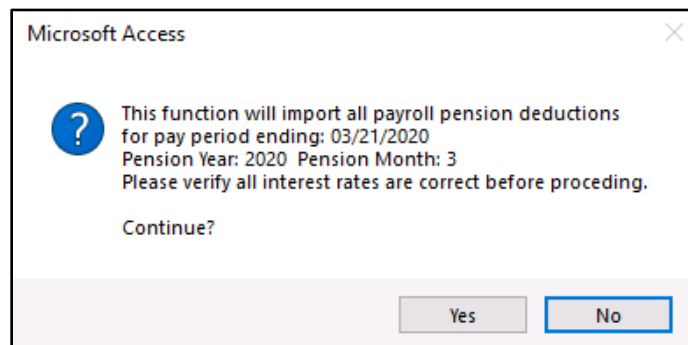 Microsoft Access
This function will import all payroll pension deductions
for pay period ending: 03/21/2020
Pension Year: 2020  Pension Month: 3
Please verify all interest rates are correct before proceding.
Continue?
Yes
No